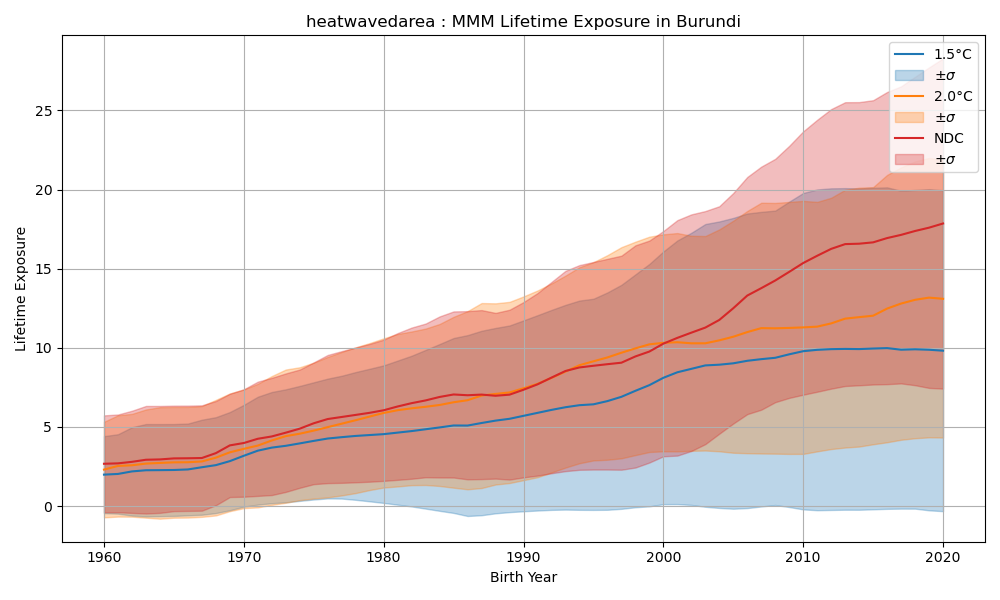 heatwavedarea : MMM Lifetime Exposure in Burundi
1.5°C
±σ
2.0°C
±σ
NDC
±σ
25
20
15
10
5
0
Lifetime Exposure
1960 1970 1980 1990 2000 2010 2020
Birth Year